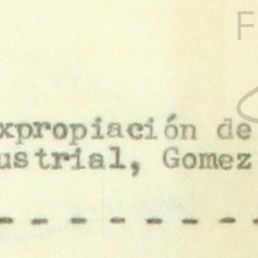 xpropiación de
ustrial, Gomez
- - - - - - - -